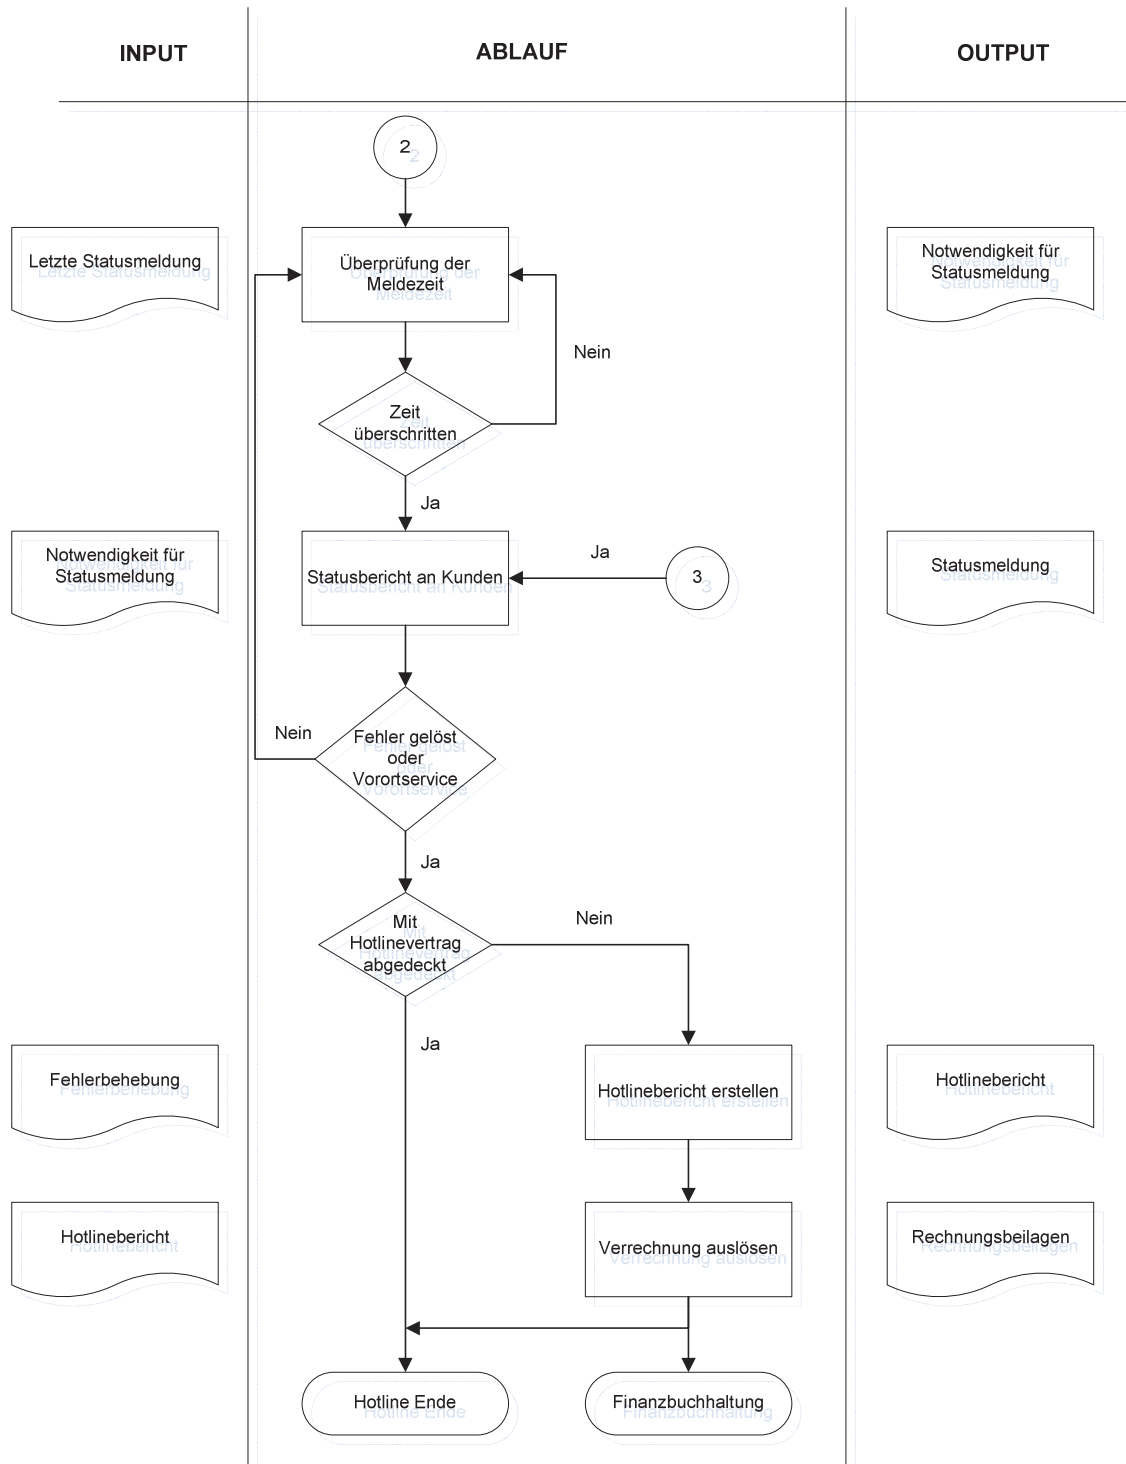 INPUT
ABLAUF
OUTPUT
2
Letzte Statusmeldung
Überprüfung der
Meldezeit
Notwendigkeit für
Statusmeldung
Nein
Zeit
überschritten
Ja
Notwendigkeit für
Statusmeldung
Statusbericht an Kunden
Ja
3
Statusmeldung
Nein
Fehler gelöst
oder
Vorortservice
Ja
Mit
Hotlinevertrag
abgedeckt
Nein
Ja
Fehlerbehebung
Hotlinebericht erstellen
Hotlinebericht
Hotlinebericht
Verrechnung auslösen
Rechnungsbeilagen
Hotline Ende
Finanzbuchhaltung